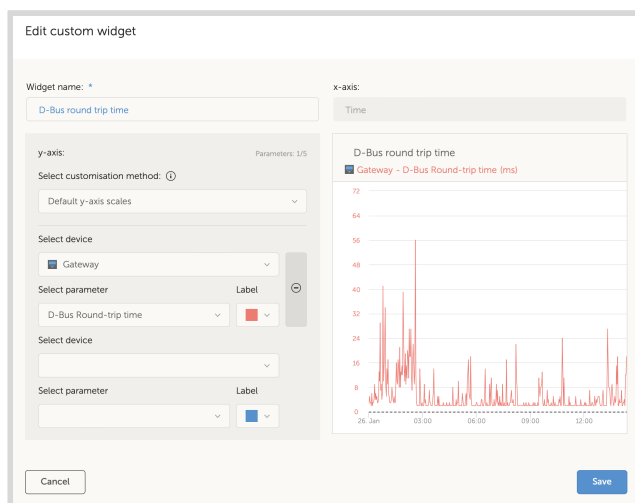 Edit custom widget
Widget name: *
D-Bus round trip time
x-axis:
Time
y-axis:
Parameters: 1/5
Select customisation method:
Default y-axis scales
Select device
Gateway
Select parameter
Label
D-Bus Round-trip time
Select device
Select parameter
Label
D-Bus round trip time
Gateway - D-Bus Round-trip time (ms)
72
64
56
48
40
32
24
16
8
0
26. Jan 03:00 06:00 09:00 12:00
Cancel
Save